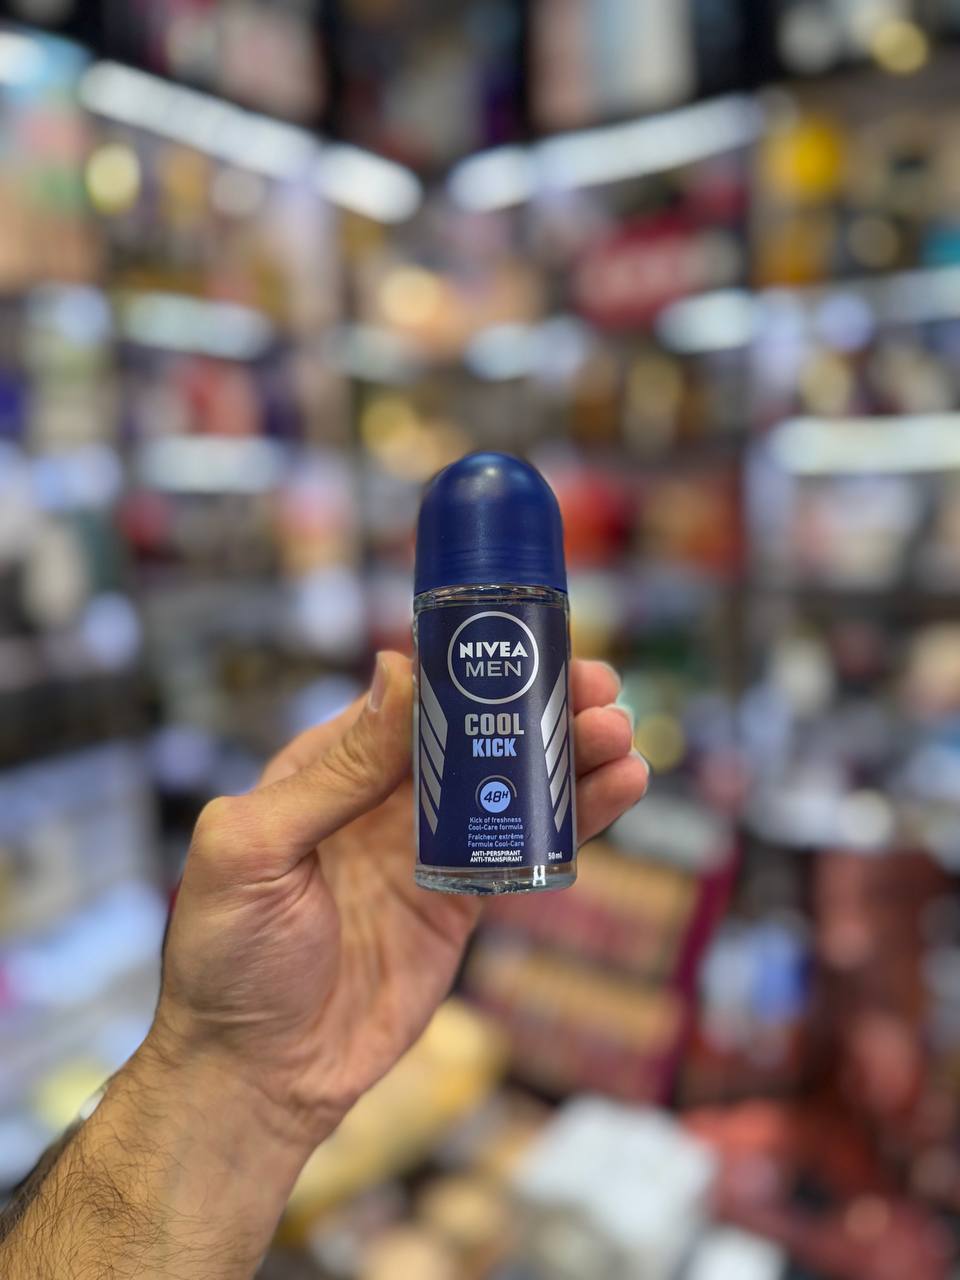 NIVEA
MEN
COOL
KICK
48H
Kick of freshness
Cool-Care formula
Fraîcheur extrême
Formule Cool-Care
ANTI-PERSPIRANT
ANTI-TRANSPIRANT
50ml